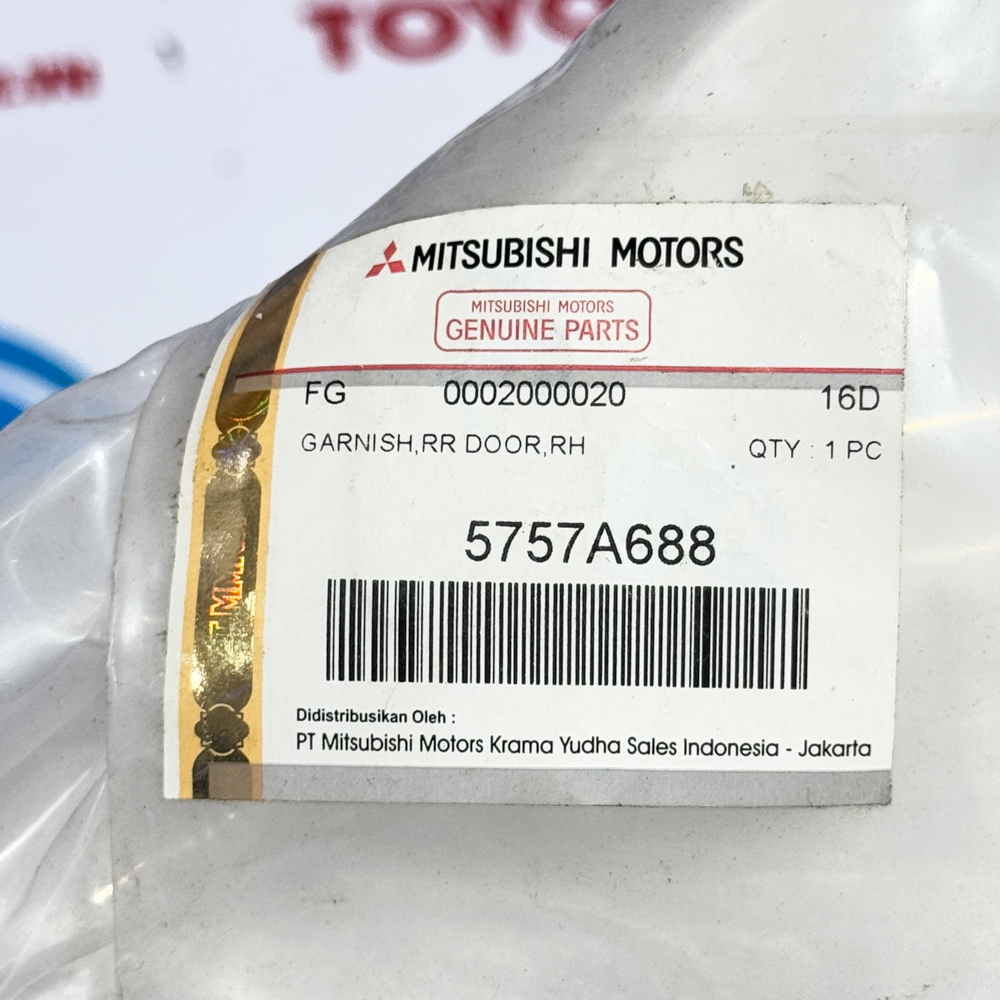 TOYO
MITSUBISHI MOTORS
MITSUBISHI MOTORS
GENUINE PARTS
FG 0002000020 16D
GARNISH,RR DOOR,RH QTY : 1 PC
5757A688
Didistribusikan Oleh :
PT Mitsubishi Motors Krama Yudha Sales Indonesia - Jakarta